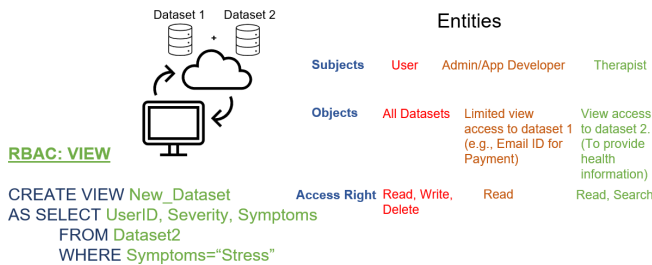 Dataset 1 Dataset 2
+
Entities
Subjects User Admin/App Developer Therapist
Objects All Datasets Limited view
access to dataset 1
(e.g., Email ID for
Payment)
View access
to dataset 2.
(To provide
health
information)
Access Right Read, Write,
Delete
Read
Read, Search
RBAC: VIEW
CREATE VIEW New_Dataset
AS SELECT UserID, Severity, Symptoms
FROM Dataset2
WHERE Symptoms=“Stress”